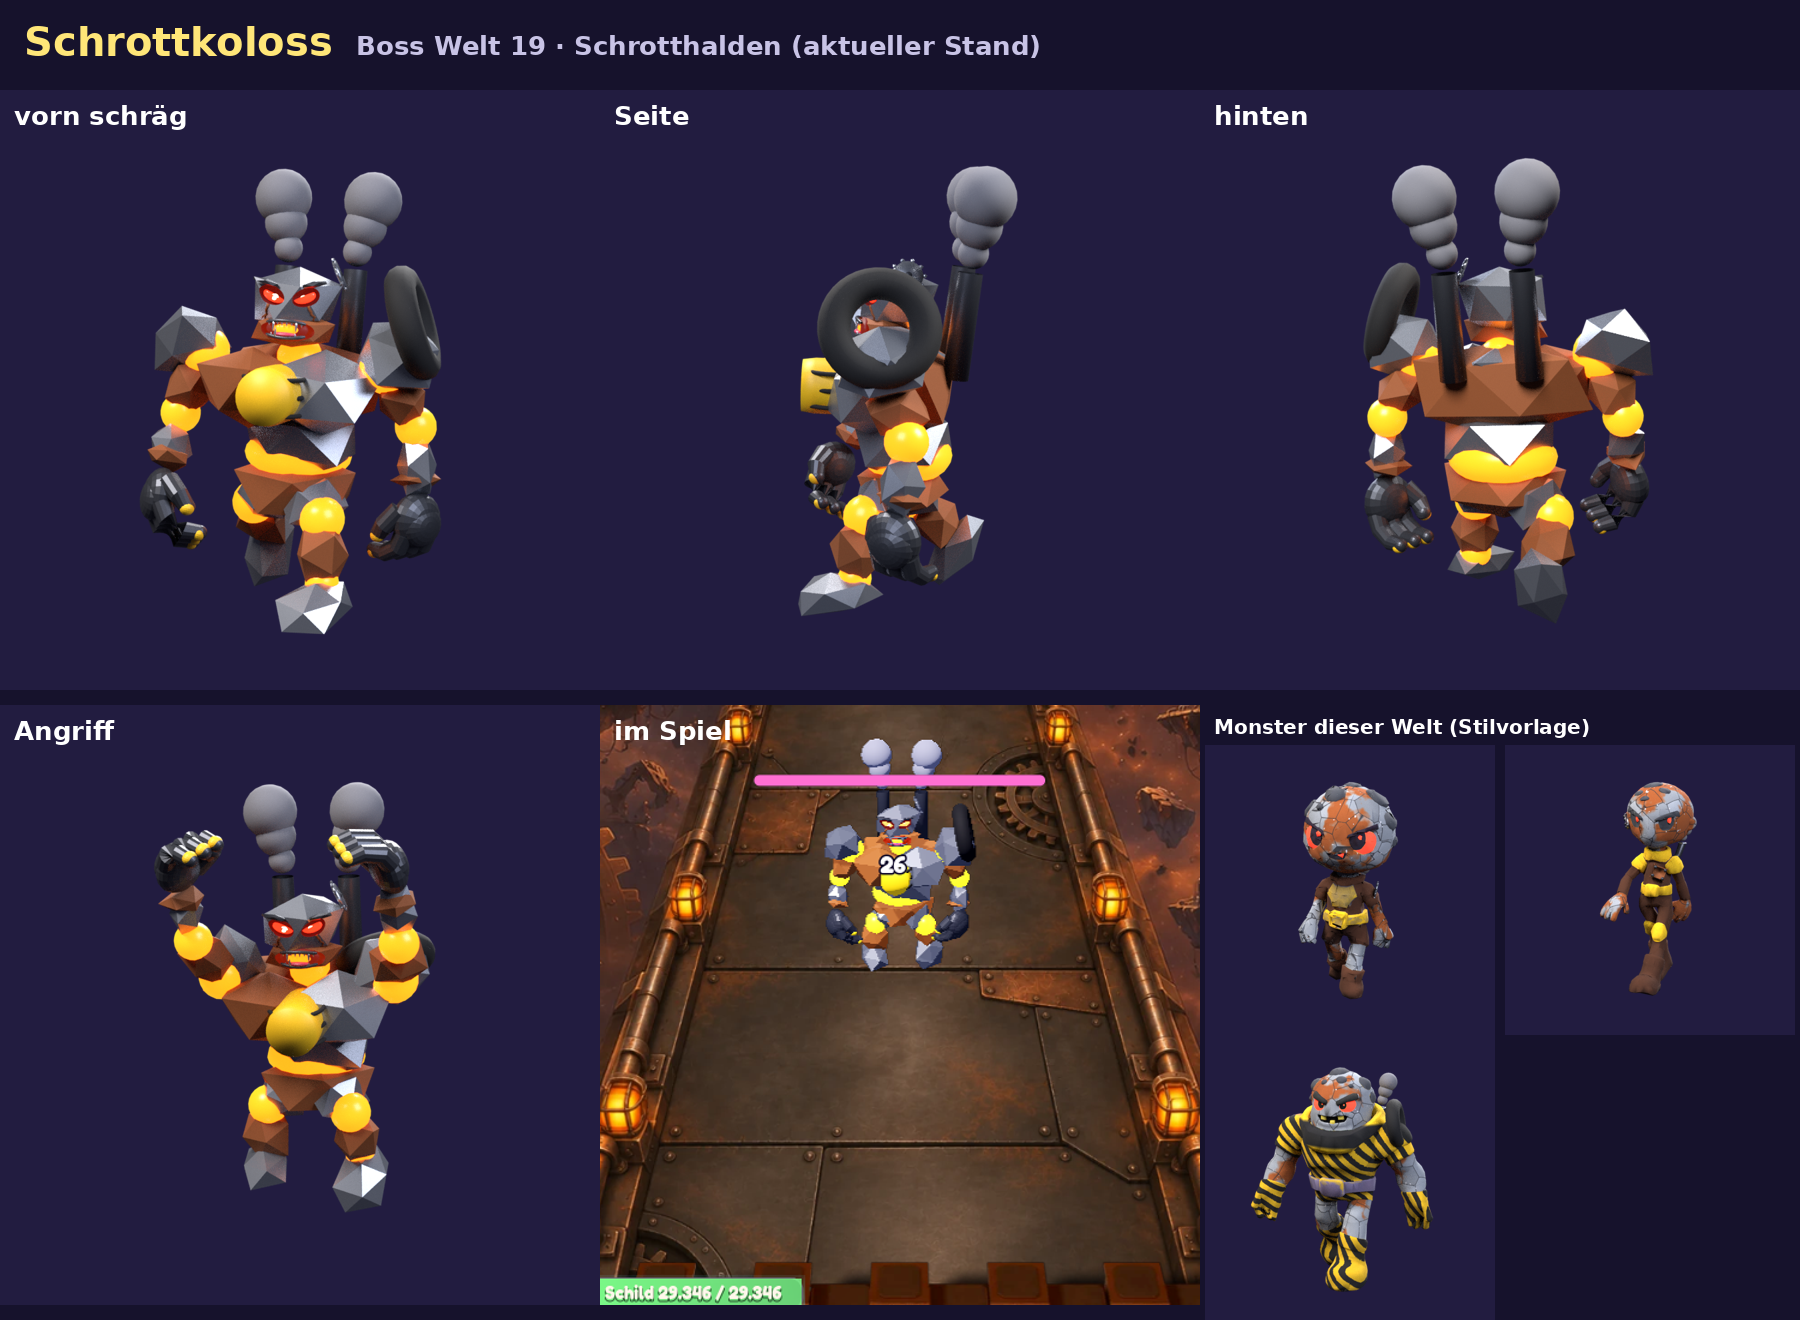 Schrottkoloss Boss Welt 19 · Schrotthalden (aktueller Stand)
vorn schräg
Seite
hinten
Angriff
im Spiel
Monster dieser Welt (Stilvorlage)
26
Schild 29.346 / 29.346